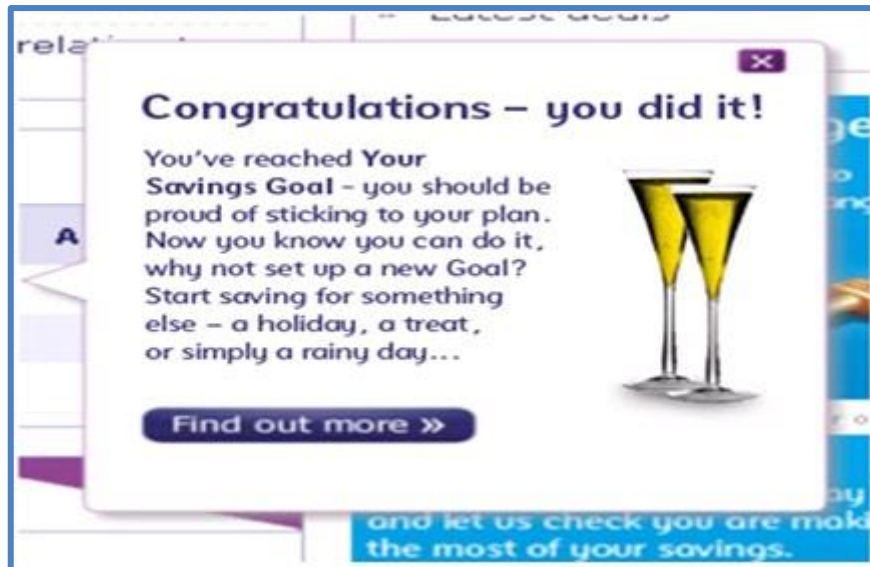 Latest deals
Congratulations – you did it!
You've reached Your
Savings Goal – you should be
proud of sticking to your plan.
Now you know you can do it,
why not set up a new Goal?
Start saving for something
else – a holiday, a treat,
or simply a rainy day...
Find out more »
and let us check you are maki
the most of your savings.